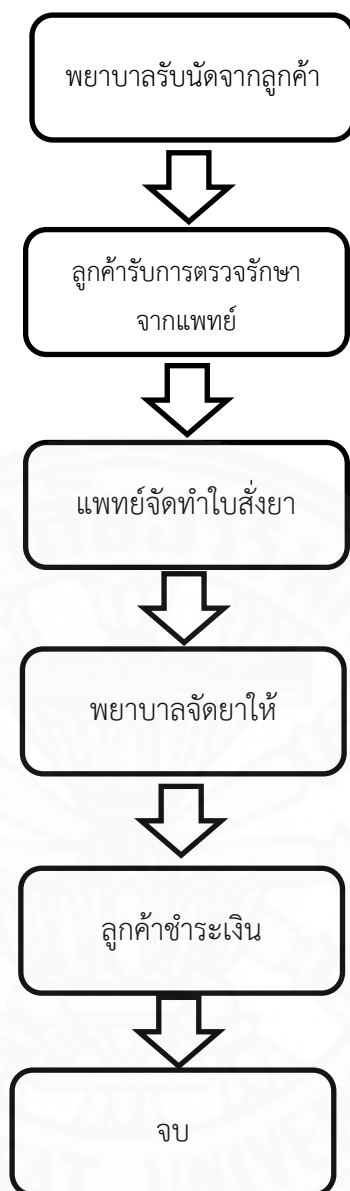 พยาบาลรับนัดจากลูกค้า
ลูกค้ารับการตรวจรักษา
จากแพทย์
แพทย์จัดทำใบสั่งยา
พยาบาลจัดยาให้
ลูกค้าชำระเงิน
จบ